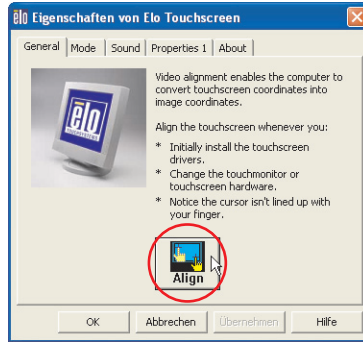 elo Eigenschaften von Elo Touchscreen
General Mode Sound Properties 1 About
elo
Video alignment enables the computer to
convert touchscreen coordinates into
image coordinates.
Align the touchscreen whenever you:
* Initially install the touchscreen
drivers.
* Change the touchmonitor or
touchscreen hardware.
* Notice the cursor isn't lined up with
your finger.
Align
OK Abbrechen Übernehmen Hilfe